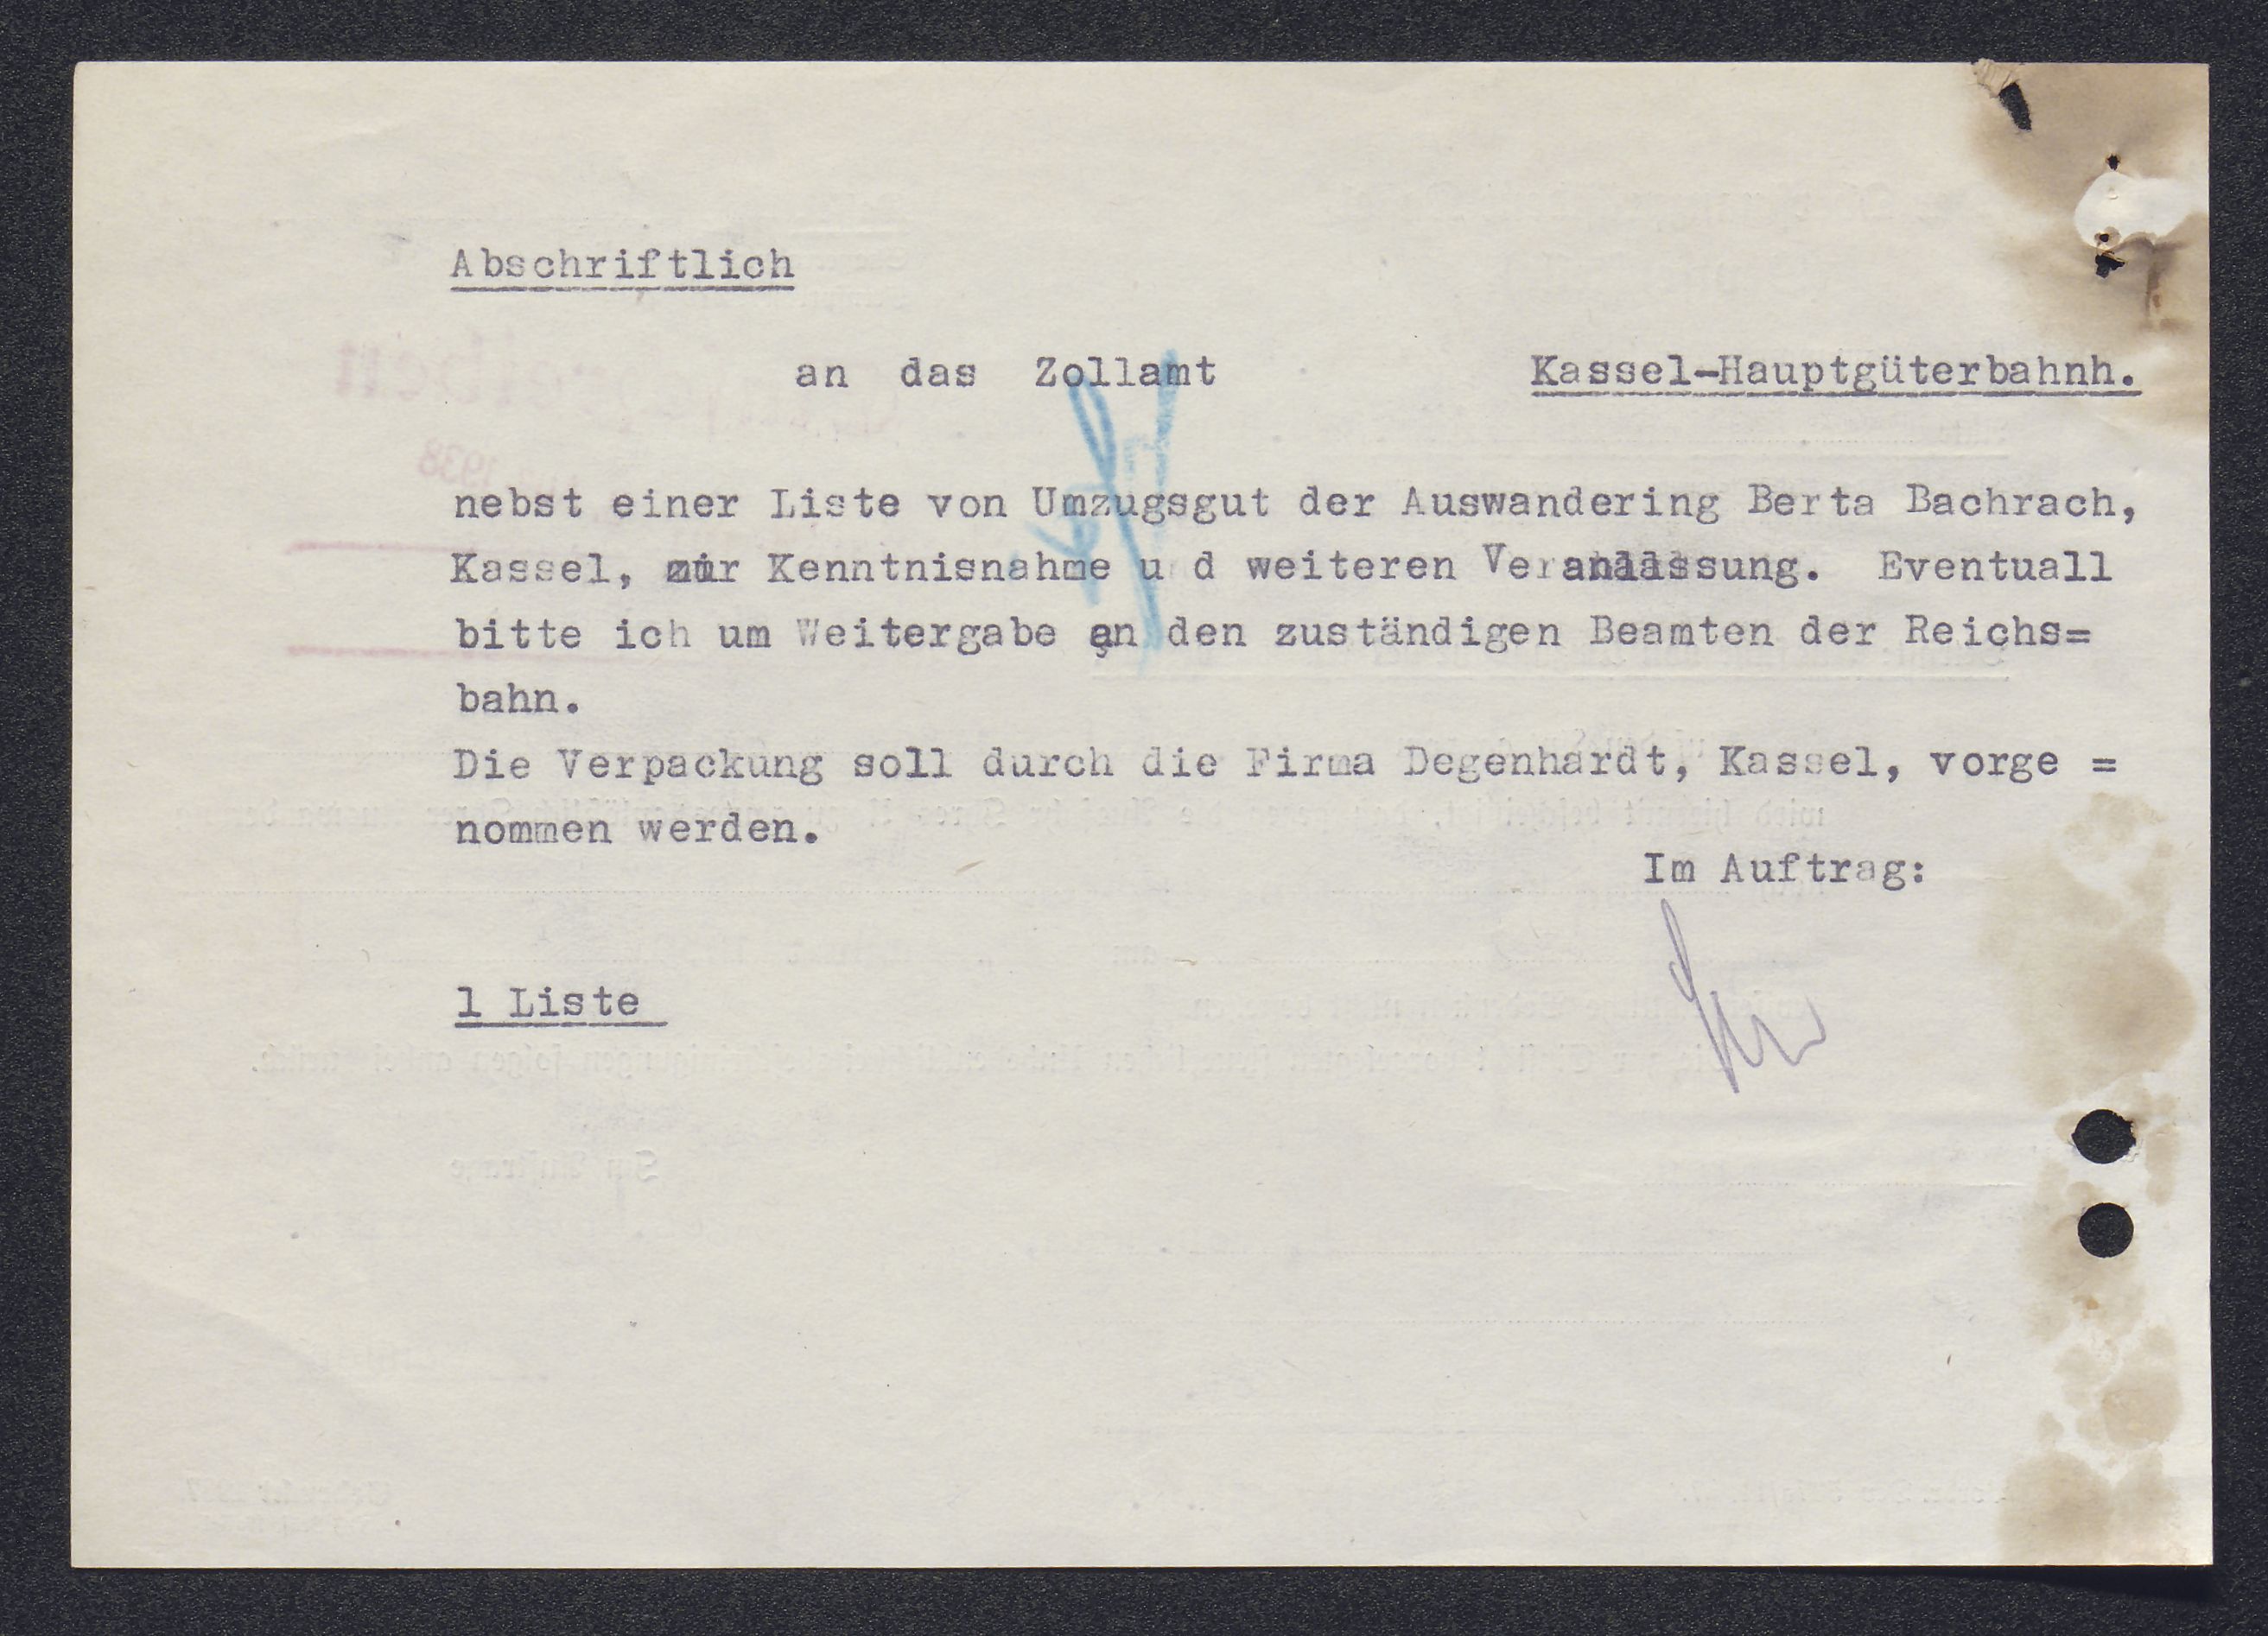 Abschriftlich
an das Zollamt Kassel-Hauptgüterbahnh.
nebst einer Liste von Umzugsgut der Auswandering Berta Bachrach,
Kassel, zur Kenntnisnahme u d weiteren Veranlassung. Eventuall
bitte ich um Weitergabe an den zuständigen Beamten der Reichs=
bahn.
Die Verpackung soll durch die Firma Degenhardt, Kassel, vorge =
nommen werden.
Im Auftrag:
1 Liste